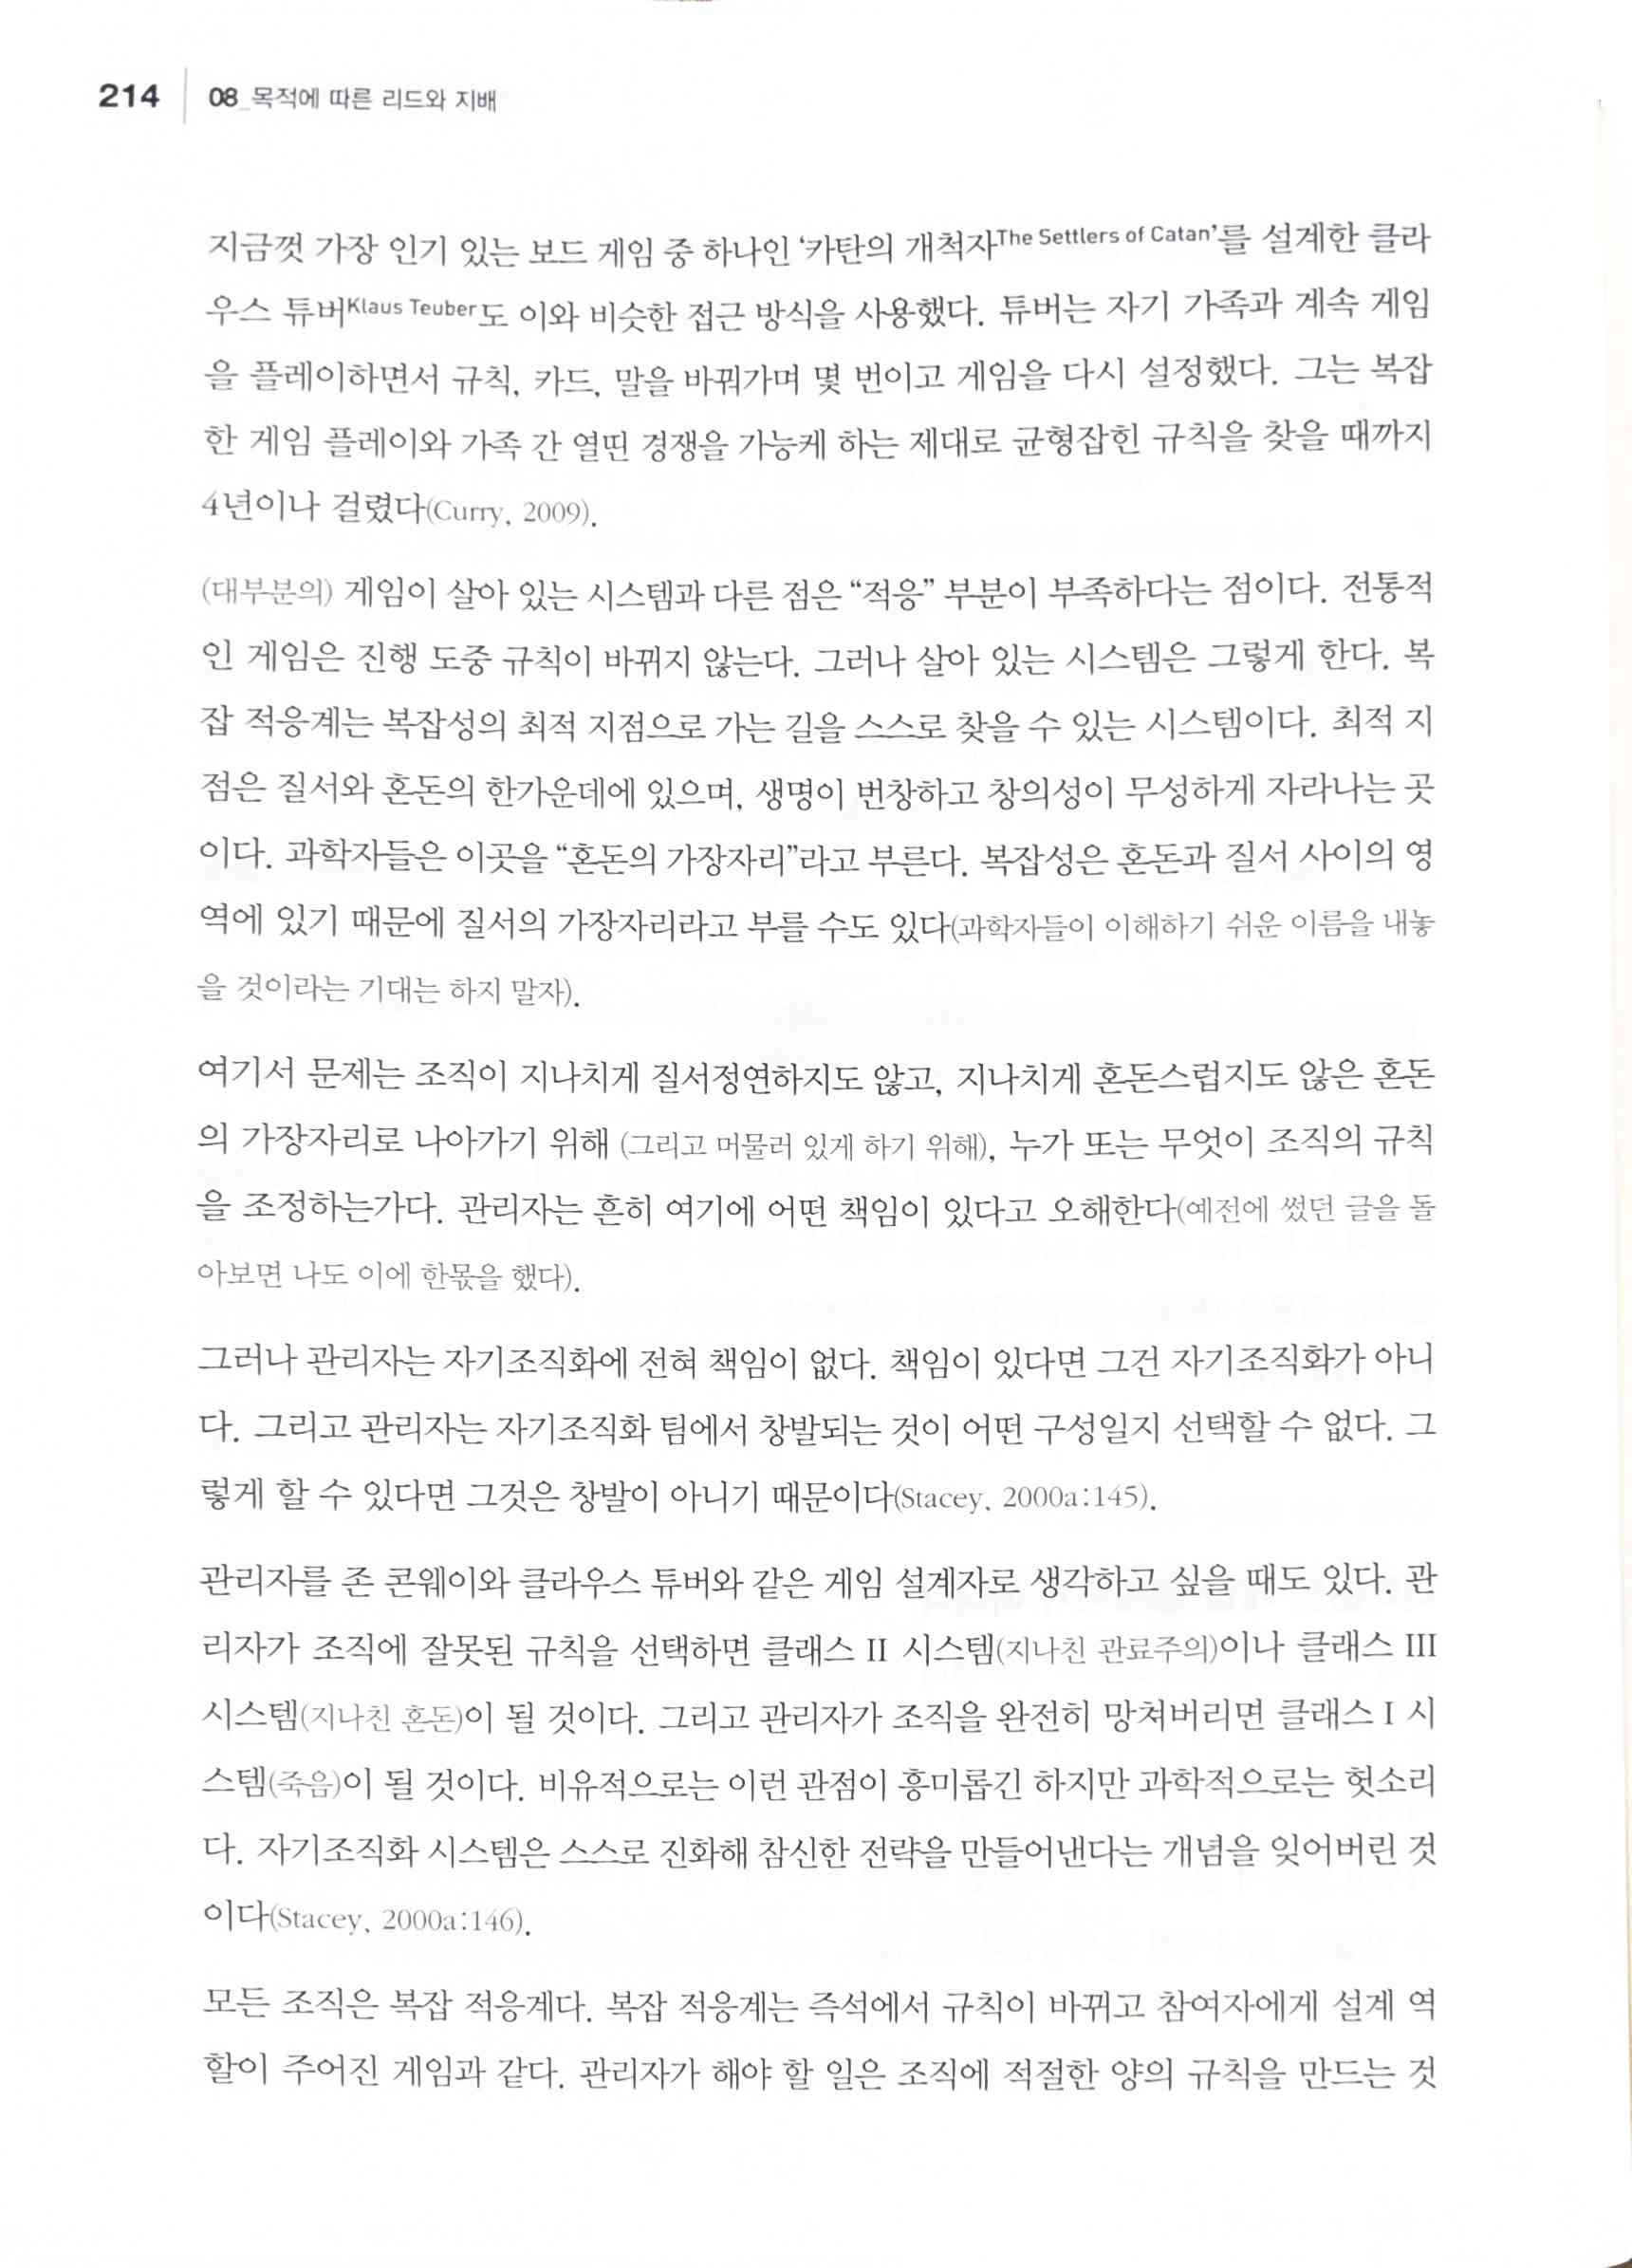 214 08_목적에 따른 리드와 지배
지금껏 가장 인기 있는 보드 게임 중 하나인 ‘카탄의 개척자The Settlers of Catan’를 설계한 클라
우스 튜버Klaus Teuber도 이와 비슷한 접근 방식을 사용했다. 튜버는 자기 가족과 계속 게임
을 플레이하면서 규칙, 카드, 말을 바꿔가며 몇 번이고 게임을 다시 설정했다. 그는 복잡
한 게임 플레이와 가족 간 열띤 경쟁을 가능케 하는 제대로 균형잡힌 규칙을 찾을 때까지
4년이나 걸렸다(Curry, 2009).
(대부분의) 게임이 살아 있는 시스템과 다른 점은 “적응” 부분이 부족하다는 점이다. 전통적
인 게임은 진행 도중 규칙이 바뀌지 않는다. 그러나 살아 있는 시스템은 그렇게 한다. 복
잡 적응계는 복잡성의 최적 지점으로 가는 길을 스스로 찾을 수 있는 시스템이다. 최적 지
점은 질서와 혼돈의 한가운데에 있으며, 생명이 번창하고 창의성이 무성하게 자라나는 곳
이다. 과학자들은 이곳을 “혼돈의 가장자리”라고 부른다. 복잡성은 혼돈과 질서 사이의 영
역에 있기 때문에 질서의 가장자리라고 부를 수도 있다(과학자들이 이해하기 쉬운 이름을 내놓
을 것이라는 기대는 하지 말자).
여기서 문제는 조직이 지나치게 질서정연하지도 않고, 지나치게 혼돈스럽지도 않은 혼돈
의 가장자리로 나아가기 위해 (그리고 머물러 있게 하기 위해), 누가 또는 무엇이 조직의 규칙
을 조정하는가다. 관리자는 흔히 여기에 어떤 책임이 있다고 오해한다(예전에 썼던 글을 돌
아보면 나도 이에 한몫을 했다).
그러나 관리자는 자기조직화에 전혀 책임이 없다. 책임이 있다면 그건 자기조직화가 아니
다. 그리고 관리자는 자기조직화 팀에서 창발되는 것이 어떤 구성일지 선택할 수 없다. 그
렇게 할 수 있다면 그것은 창발이 아니기 때문이다(Stacey, 2000a:145).
관리자를 존 콘웨이와 클라우스 튜버와 같은 게임 설계자로 생각하고 싶을 때도 있다. 관
리자가 조직에 잘못된 규칙을 선택하면 클래스 II 시스템(지나친 관료주의)이나 클래스 III
시스템(지나친 혼돈)이 될 것이다. 그리고 관리자가 조직을 완전히 망쳐버리면 클래스 I 시
스템(죽음)이 될 것이다. 비유적으로는 이런 관점이 흥미롭긴 하지만 과학적으로는 헛소리
다. 자기조직화 시스템은 스스로 진화해 참신한 전략을 만들어낸다는 개념을 잊어버린 것
이다(Stacey, 2000a:146).
모든 조직은 복잡 적응계다. 복잡 적응계는 즉석에서 규칙이 바뀌고 참여자에게 설계 역
할이 주어진 게임과 같다. 관리자가 해야 할 일은 조직에 적절한 양의 규칙을 만드는 것